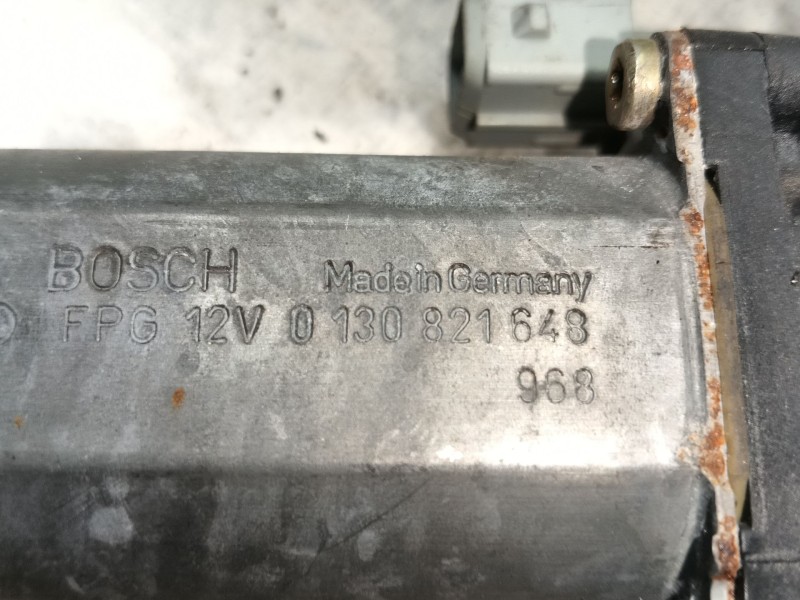 BOSCH Made in Germany
FPG 12V 0 130 821 648
968